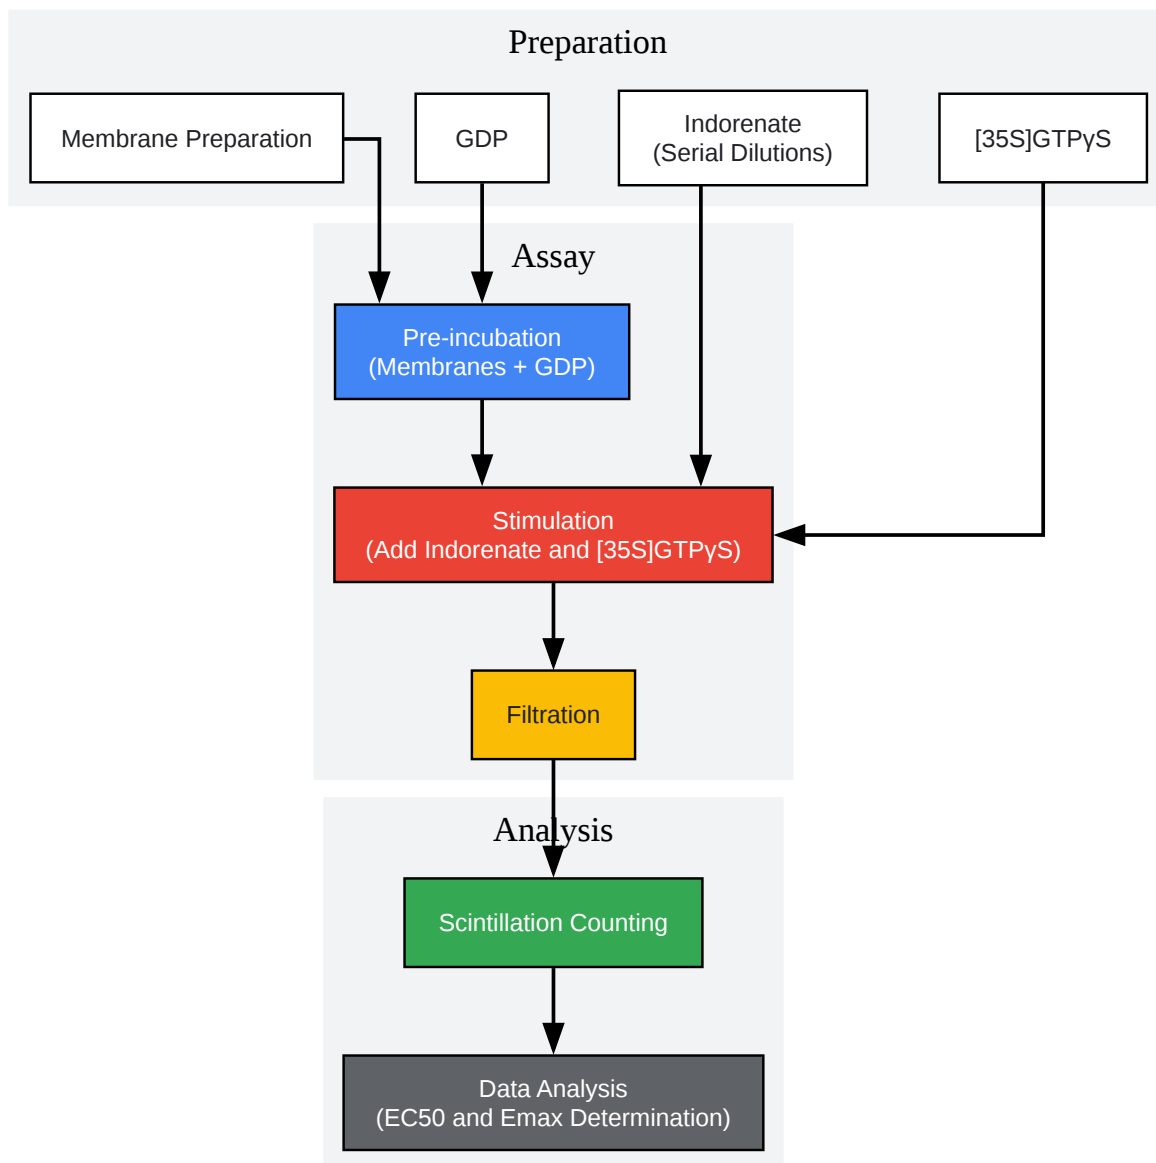 Preparation
Membrane Preparation
GDP
Indorenate
(Serial Dilutions)
[35S]GTPγS
Assay
Pre-incubation
(Membranes + GDP)
Stimulation
(Add Indorenate and [35S]GTPγS)
Filtration
Analysis
Scintillation Counting
Data Analysis
(EC50 and Emax Determination)